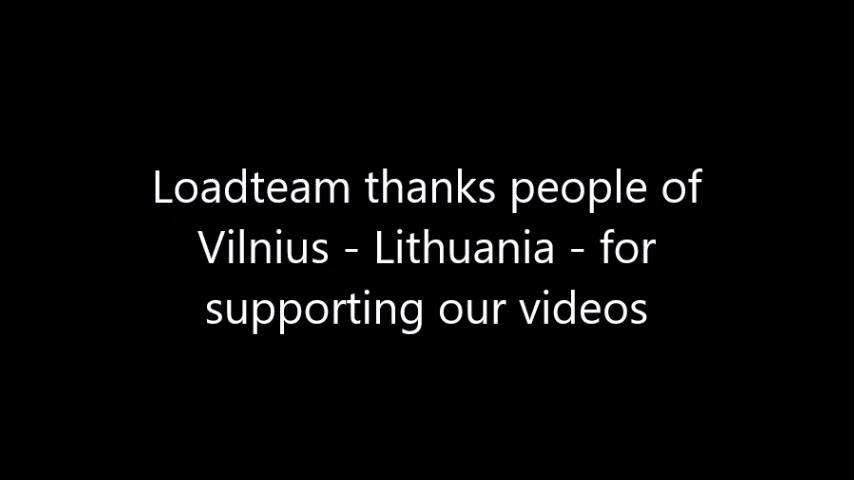 Loadteam thanks people of
Vilnius - Lithuania - for
supporting our videos